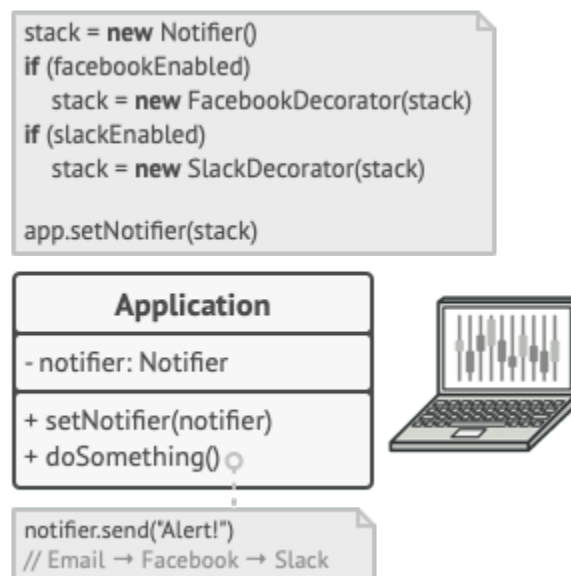 stack = new Notifier()
if (facebookEnabled)
    stack = new FacebookDecorator(stack)
if (slackEnabled)
    stack = new SlackDecorator(stack)

app.setNotifier(stack)
Application
- notifier: Notifier
+ setNotifier(notifier)
+ doSomething()
notifier.send("Alert!")
// Email → Facebook → Slack